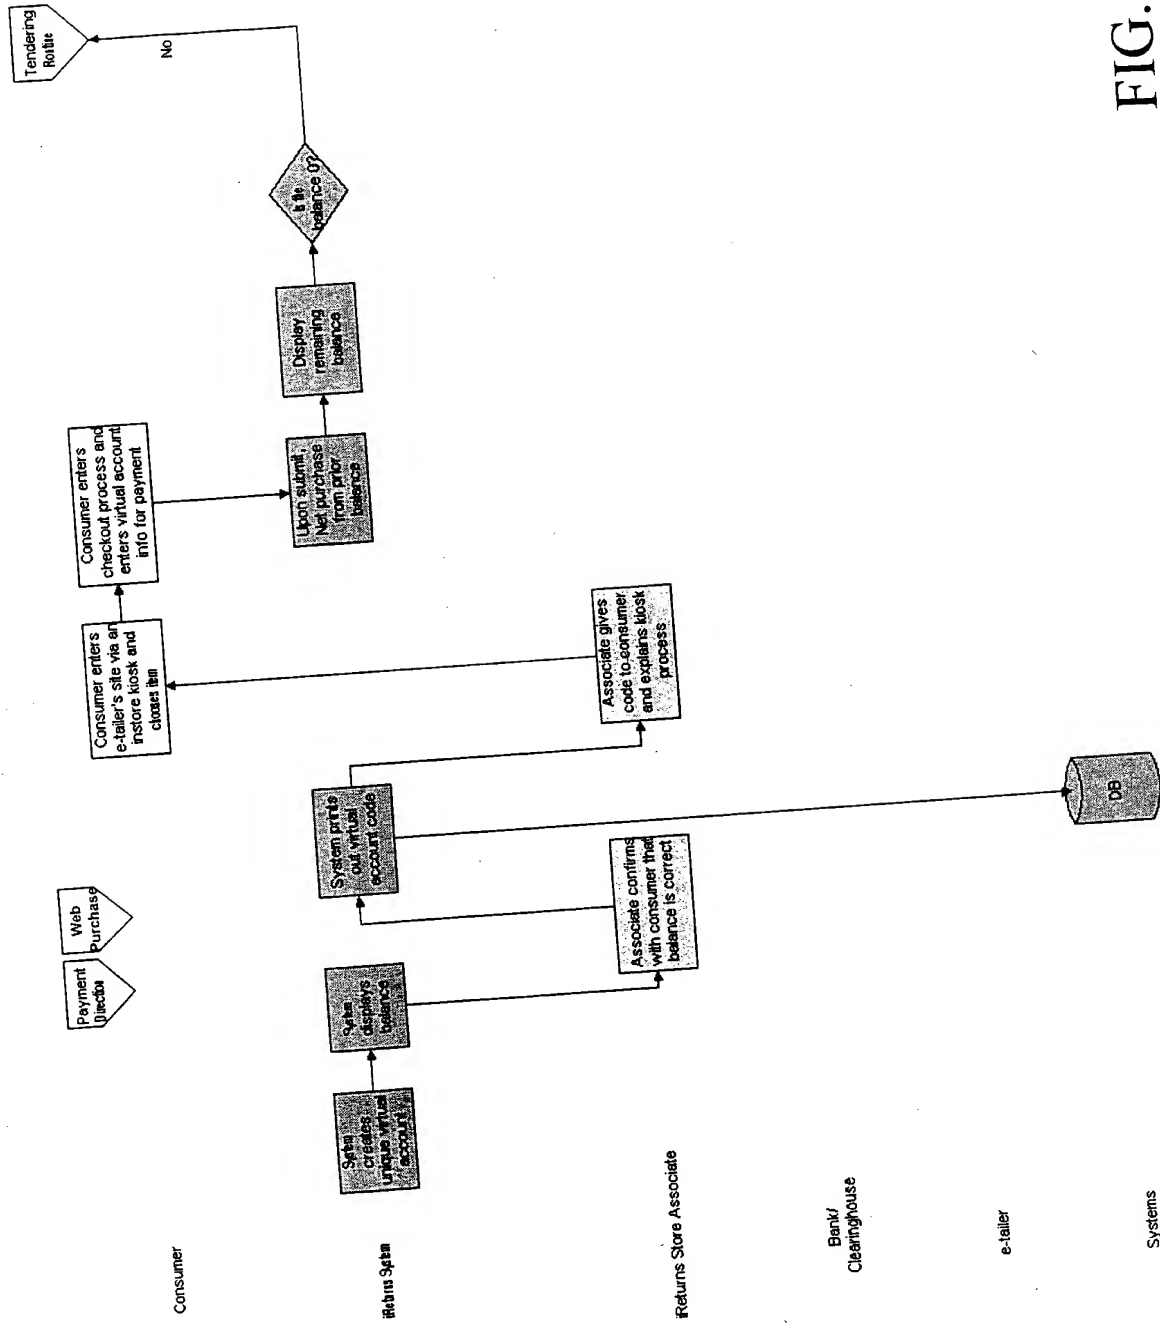 Tendering
Routine
No
Is the
balance 0?
Display
remaining
balance
Upon submit,
Net purchase
from prior
balance
Consumer enters
checkout process and
enters virtual account
info for payment
Consumer enters
e-tailer's site via an
instore kiosk and
chooses item
Associate gives
code to consumer
and explains kiosk
process
System prints
out virtual
account code
DB
Associate confirms
with consumer that
balance is correct
Web
Purchase
Payment
Direction
System
displays
balance
System
creates
unique virtual
account
Consumer
iReturns System
iReturns Store Associate
Bank/
Clearinghouse
e-tailer
Systems
FIG.